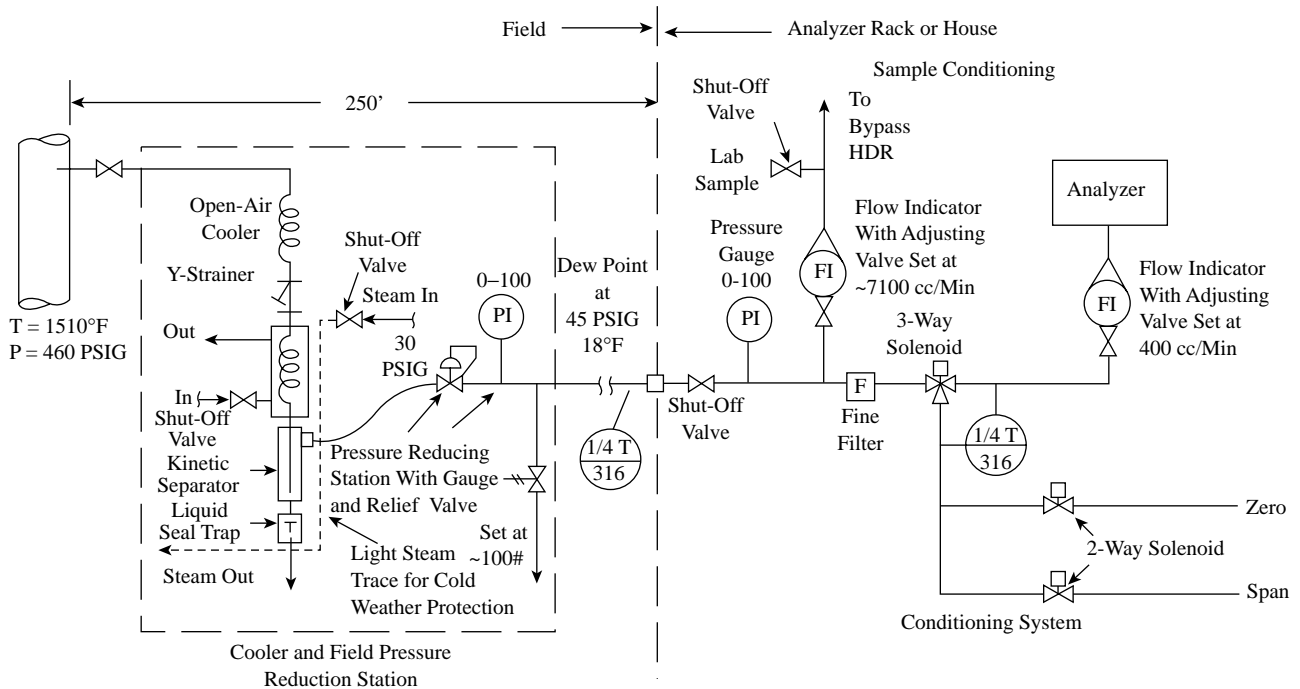 Field
Analyzer Rack or House
Sample Conditioning
250’
Shut-Off
Valve
To
Bypass
HDR
Lab
Sample
Analyzer
Open-Air
Cooler
Shut-Off
Valve
Pressure
Gauge
0-100
Flow Indicator
With Adjusting
Valve Set at
~7100 cc/Min
Y-Strainer
Steam In
0–100
Dew Point
at
45 PSIG
18°F
FI
FI
Flow Indicator
With Adjusting
Valve Set at
400 cc/Min
T = 1510°F
P = 460 PSIG
Out
30
PSIG
PI
PI
3-Way
Solenoid
In
Shut-Off
Valve
F
Fine
Filter
Shut-Off
Valve
Kinetic
Separator
Pressure Reducing
Station With Gauge
and Relief Valve
1/4 T
316
1/4 T
316
Liquid
Seal Trap
T
Set at
~100#
Zero
Light Steam
Trace for Cold
Weather Protection
2-Way Solenoid
Steam Out
Span
Conditioning System
Cooler and Field Pressure
Reduction Station